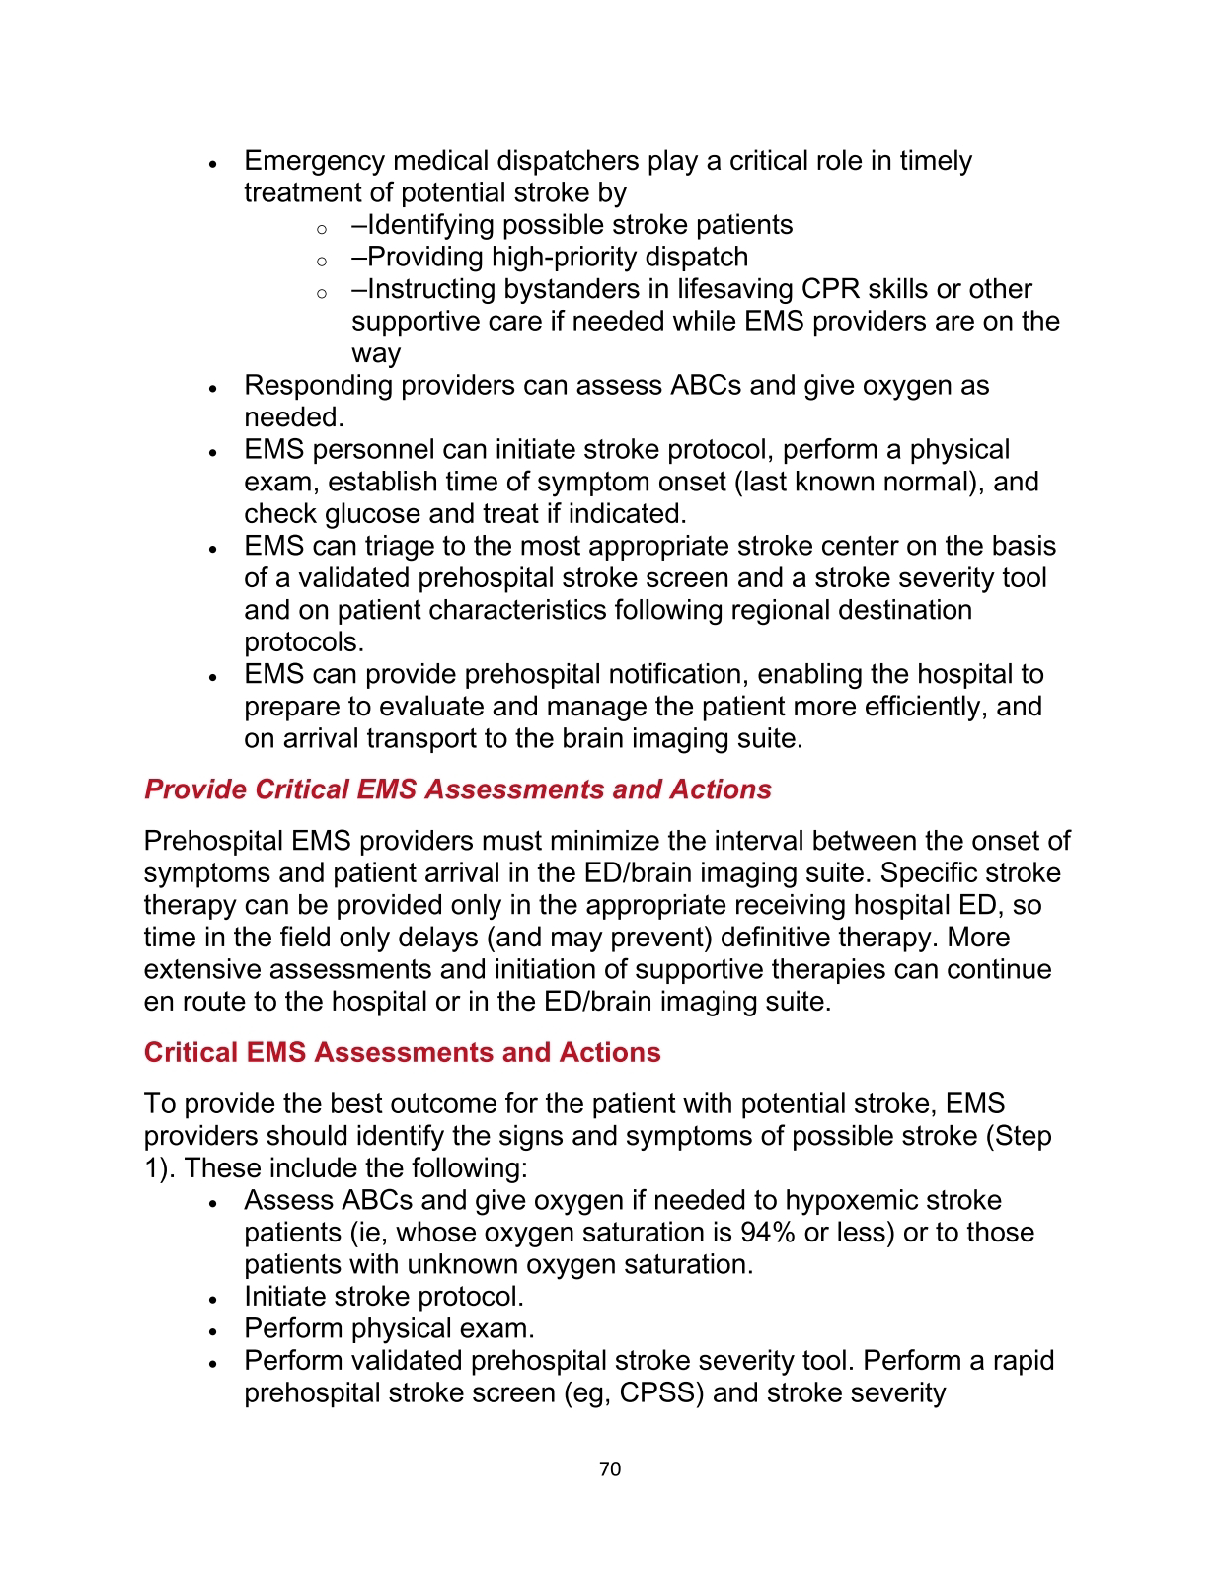 • Emergency medical dispatchers play a critical role in timely
treatment of potential stroke by
○ –Identifying possible stroke patients
○ –Providing high-priority dispatch
○ –Instructing bystanders in lifesaving CPR skills or other
supportive care if needed while EMS providers are on the
way
• Responding providers can assess ABCs and give oxygen as
needed.
• EMS personnel can initiate stroke protocol, perform a physical
exam, establish time of symptom onset (last known normal), and
check glucose and treat if indicated.
• EMS can triage to the most appropriate stroke center on the basis
of a validated prehospital stroke screen and a stroke severity tool
and on patient characteristics following regional destination
protocols.
• EMS can provide prehospital notification, enabling the hospital to
prepare to evaluate and manage the patient more efficiently, and
on arrival transport to the brain imaging suite.
Provide Critical EMS Assessments and Actions
Prehospital EMS providers must minimize the interval between the onset of
symptoms and patient arrival in the ED/brain imaging suite. Specific stroke
therapy can be provided only in the appropriate receiving hospital ED, so
time in the field only delays (and may prevent) definitive therapy. More
extensive assessments and initiation of supportive therapies can continue
en route to the hospital or in the ED/brain imaging suite.
Critical EMS Assessments and Actions
To provide the best outcome for the patient with potential stroke, EMS
providers should identify the signs and symptoms of possible stroke (Step
1). These include the following:
• Assess ABCs and give oxygen if needed to hypoxemic stroke
patients (ie, whose oxygen saturation is 94% or less) or to those
patients with unknown oxygen saturation.
• Initiate stroke protocol.
• Perform physical exam.
• Perform validated prehospital stroke severity tool. Perform a rapid
prehospital stroke screen (eg, CPSS) and stroke severity
70